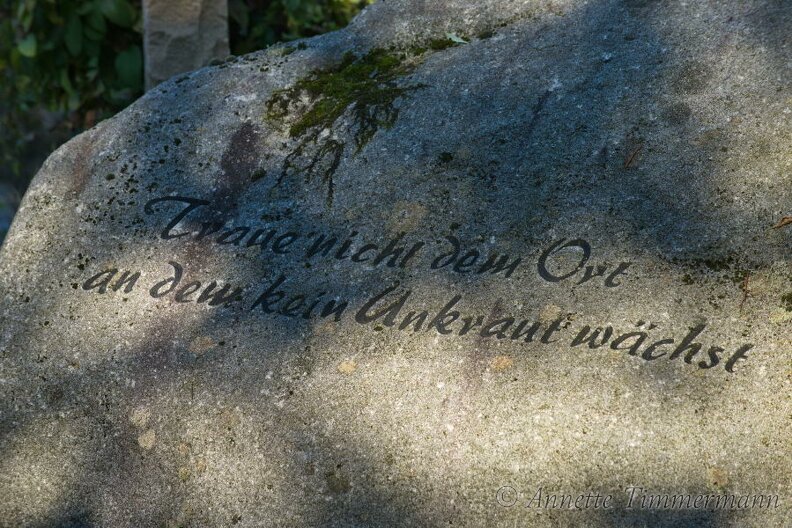 Traue nicht dem Ort
an dem kein Unkraut wächst
© Annette Timmermann